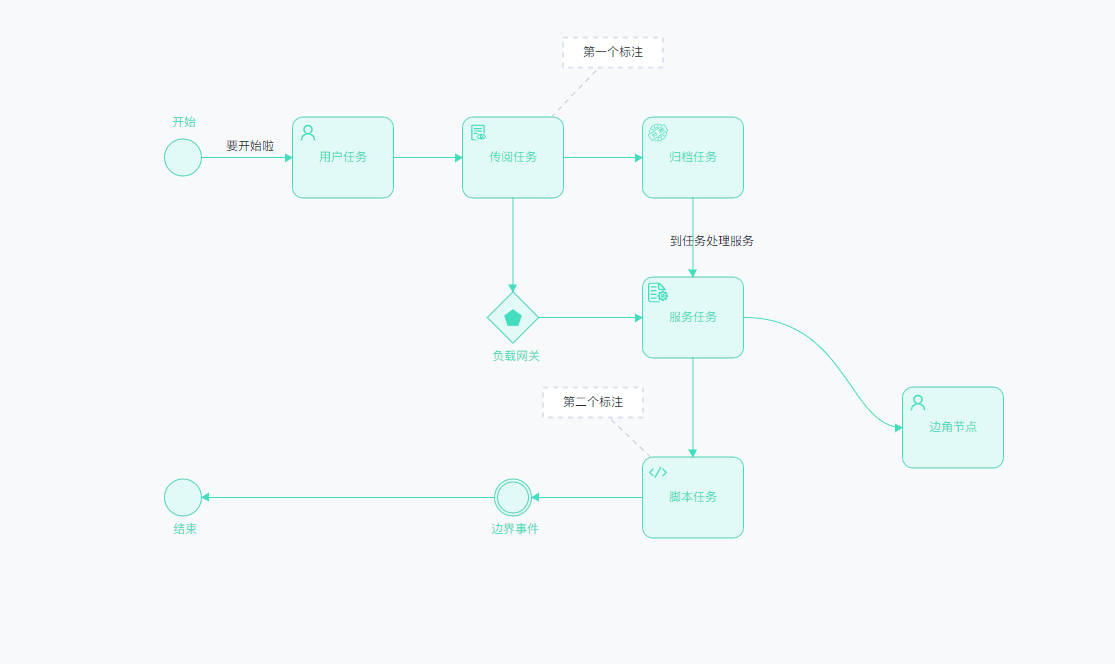 第一个标注
开始
要开始啦
用户任务
传阅任务
归档任务
到任务处理服务
服务任务
负载网关
第二个标注
边角节点
脚本任务
结束
边界事件